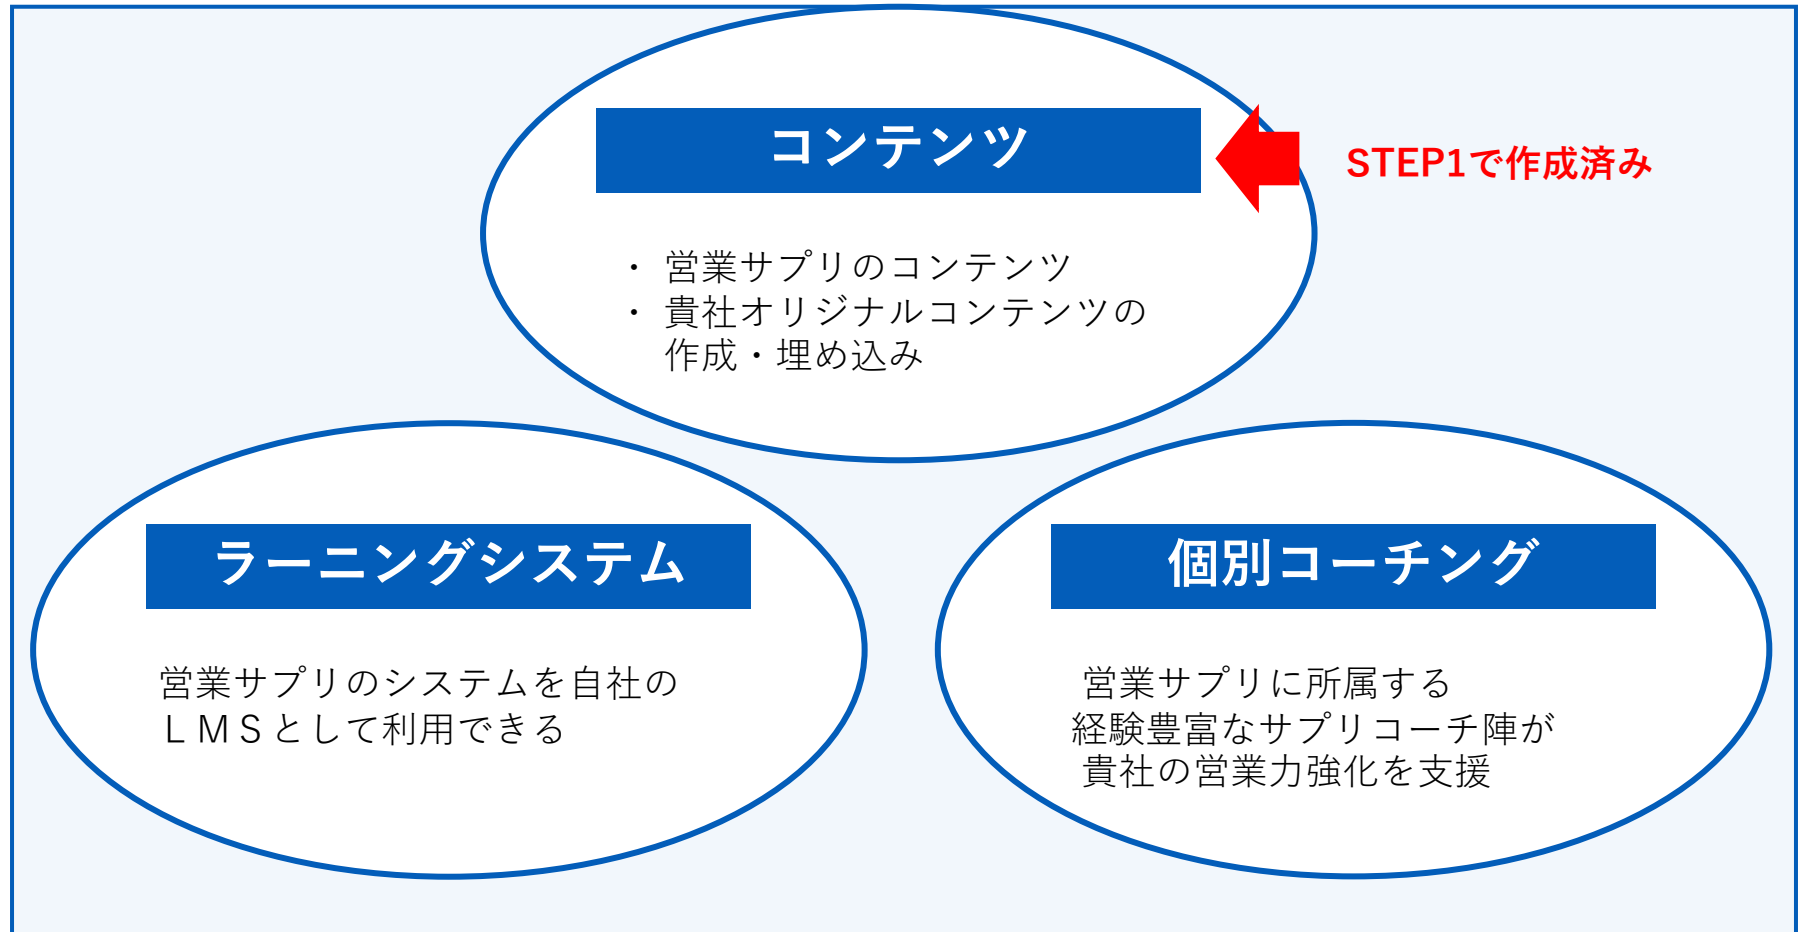 コンテンツ
STEP1で作成済み
・ 営業サプリのコンテンツ
・ 貴社オリジナルコンテンツの
作成・埋め込み
ラーニングシステム
営業サプリのシステムを自社の
ＬＭＳとして利用できる
個別コーチング
営業サプリに所属する
経験豊富なサプリコーチ陣が
貴社の営業力強化を支援